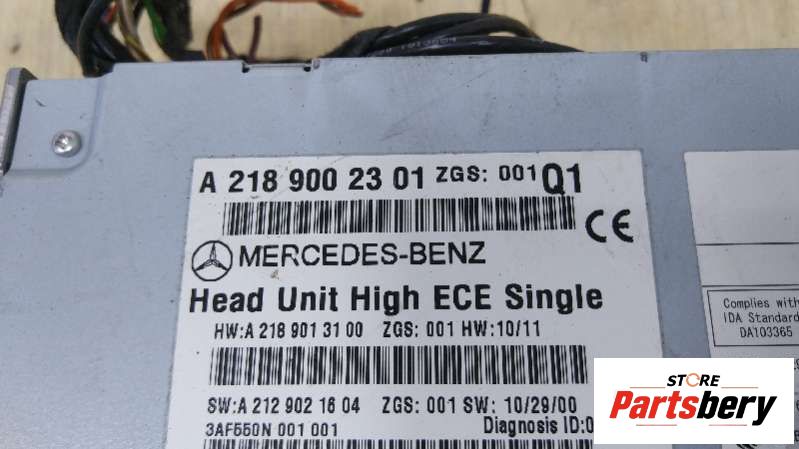 A 218 900 23 01 ZGS: 001 Q1
CE
MERCEDES-BENZ
Head Unit High ECE Single
HW:A 218 901 31 00 ZGS: 001 HW:10/11
SW:A 212 902 16 04 ZGS: 001 SW: 10/29/00
3AF550N 001 001 Diagnosis ID:0
Complies with
IDA Standard
DA103365
STORE
Partsbery